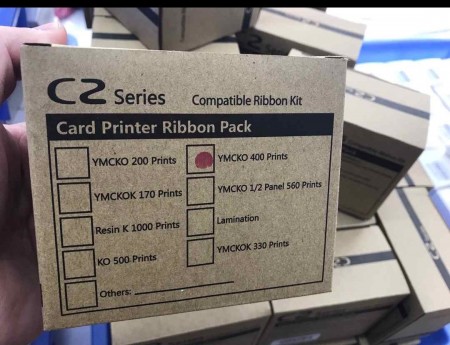 C2 Series Compatible Ribbon Kit
Card Printer Ribbon Pack
YMCKO 200 Prints
YMCKO 400 Prints
YMCKOK 170 Prints
YMCKO 1/2 Panel 560 Prints
Resin K 1000 Prints
Lamination
KO 500 Prints
YMCKOK 330 Prints
Others: